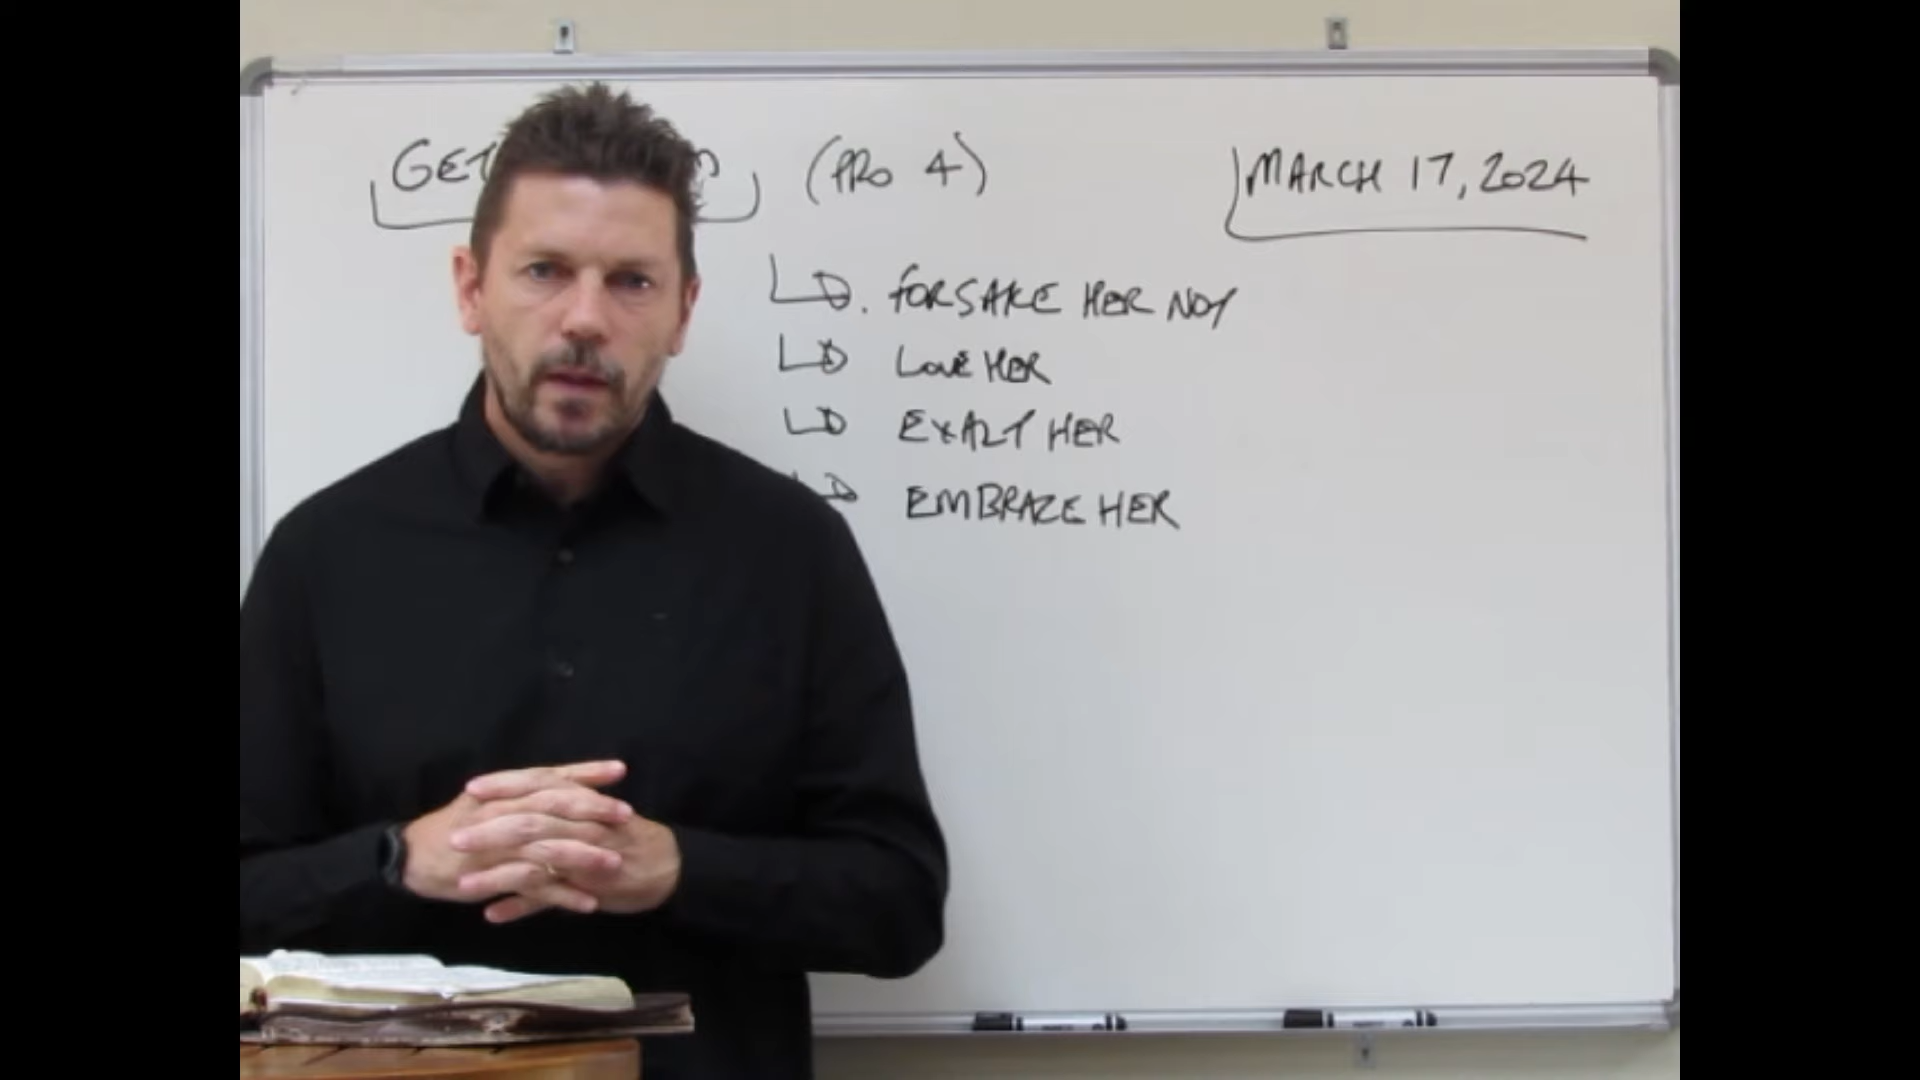 GET (PRO 4) MARCH 17, 2024
FORSAKE HER NOT
LOVE HER
EXALT HER
EMBRACE HER